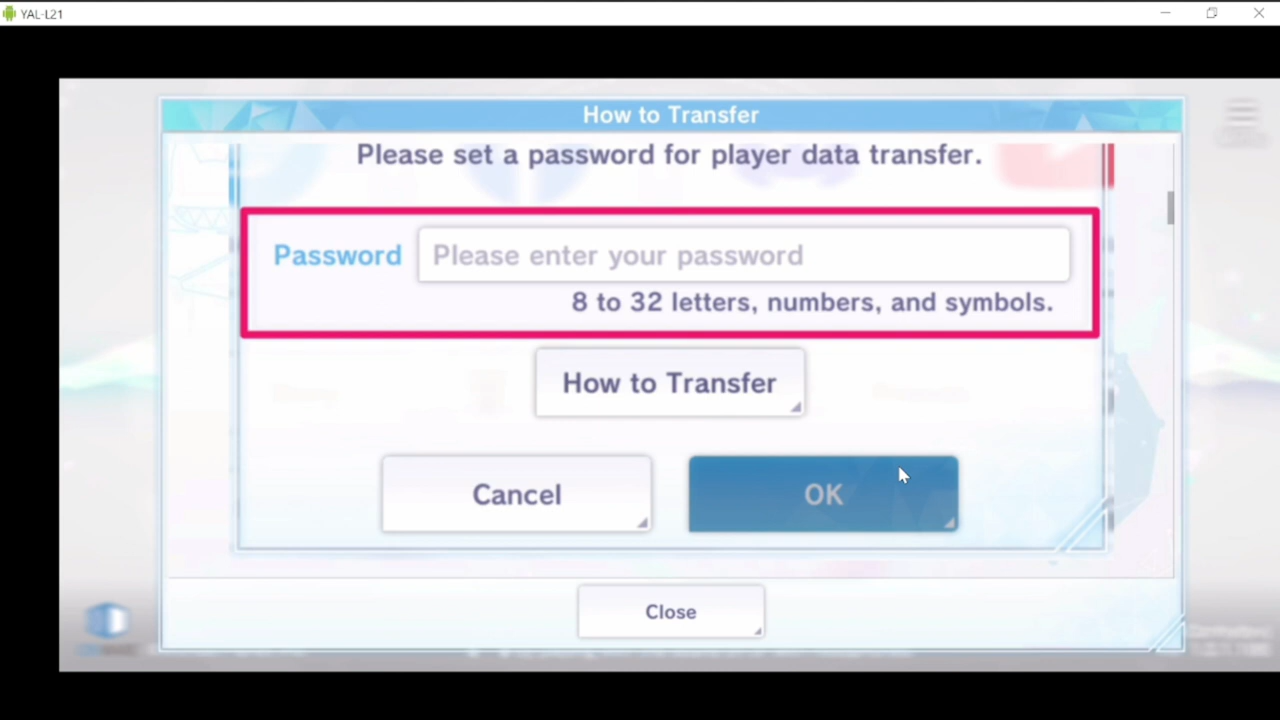 YAL-L21
How to Transfer
Please set a password for player data transfer.
Password Please enter your password
8 to 32 letters, numbers, and symbols.
How to Transfer
Cancel OK
Close